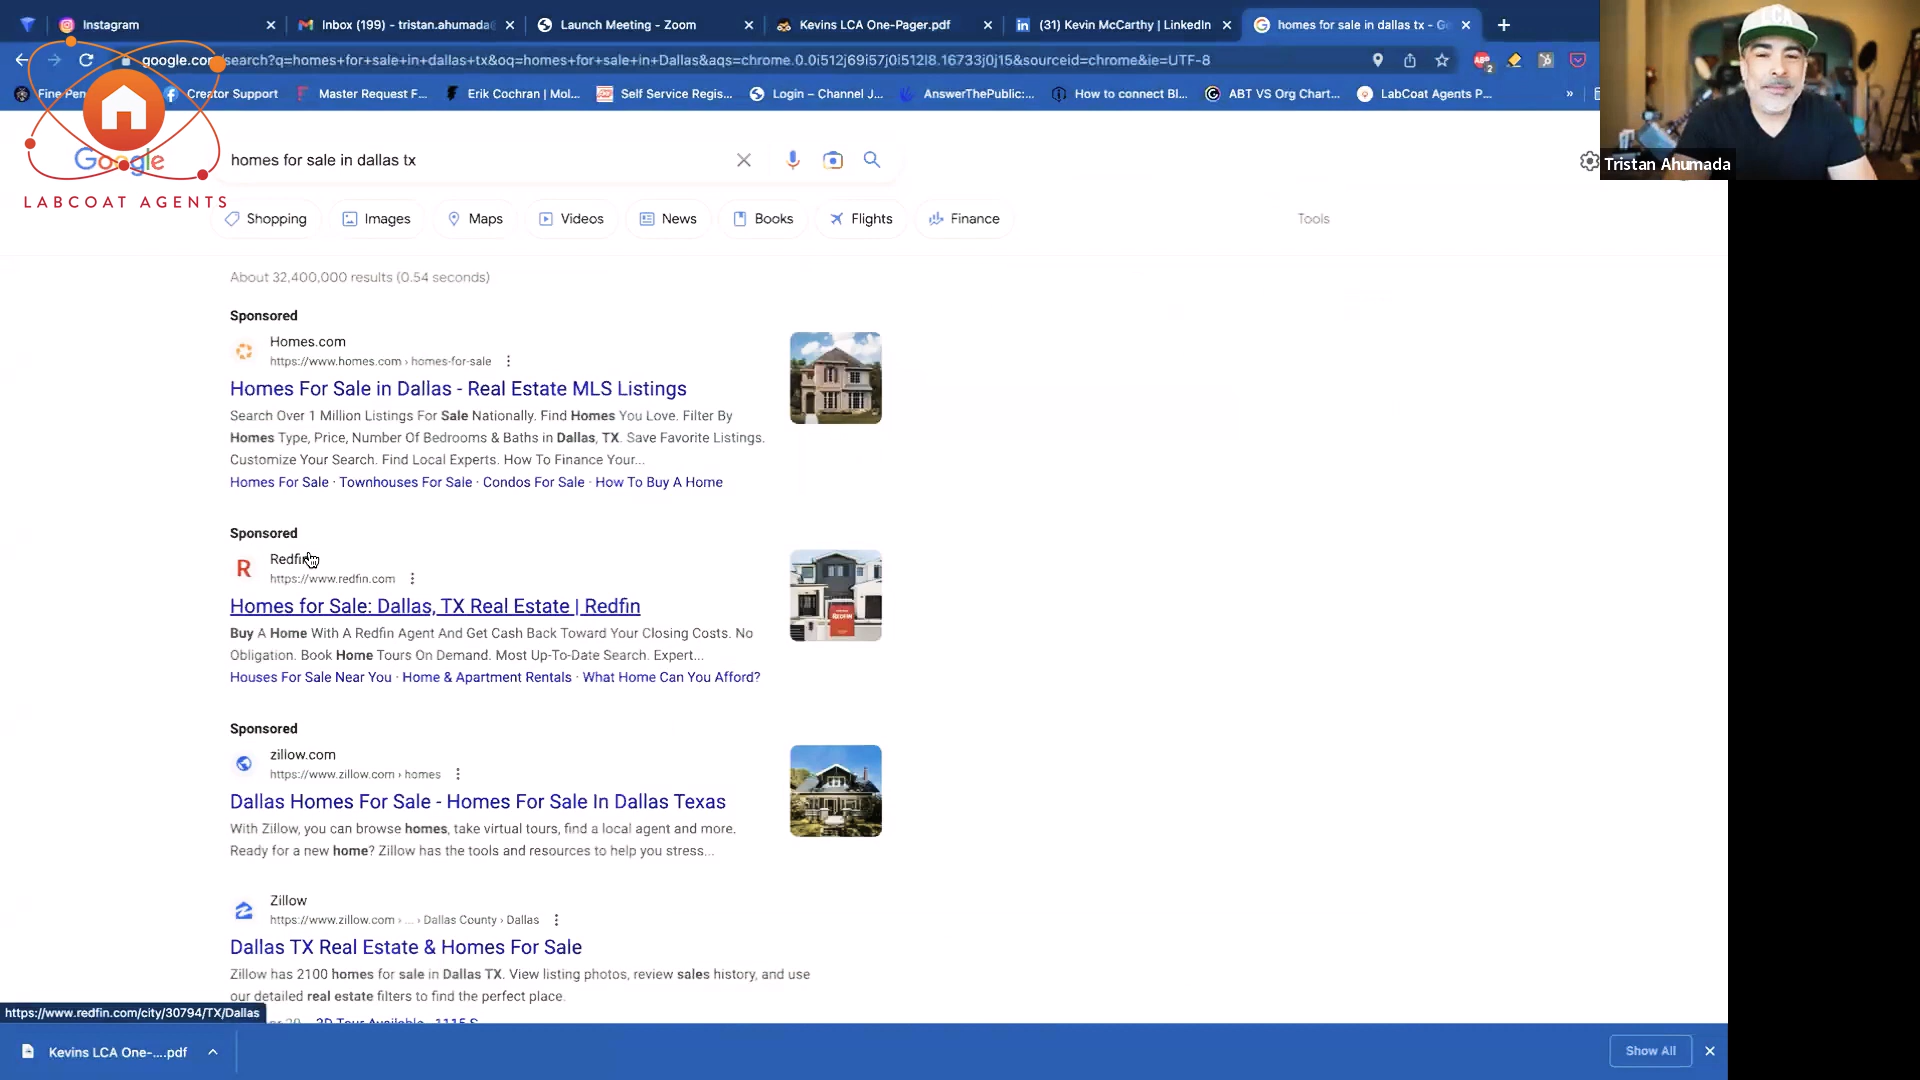 Instagram
Inbox (199) - tristan.ahumada
Launch Meeting - Zoom
Kevins LCA One-Pager.pdf
(31) Kevin McCarthy | LinkedIn
homes for sale in dallas tx - Go
google.co
search?q=homes+for+sale+in+dallas+tx&oq=homes+for+sale+in+Dallas&aqs=chrome.0.0i512j69i57j0i512l8.16733j0j15&sourceid=chrome&ie=UTF-8
ABP
2
Fine Pen
Creator Support
Master Request F...
Erik Cochran | Mol...
Self Service Regis...
Login – Channel J...
AnswerThePublic:...
How to connect Bl...
ABT VS Org Chart...
LabCoat Agents P...
»
LCA
Tristan Ahumada
Google
LABCOAT AGENTS
homes for sale in dallas tx
Shopping
Images
Maps
Videos
News
Books
Flights
Finance
Tools
About 32,400,000 results (0.54 seconds)
Sponsored
Homes.com
https://www.homes.com › homes-for-sale
Homes For Sale in Dallas - Real Estate MLS Listings
Search Over 1 Million Listings For Sale Nationally. Find Homes You Love. Filter By
Homes Type, Price, Number Of Bedrooms & Baths in Dallas, TX. Save Favorite Listings.
Customize Your Search. Find Local Experts. How To Finance Your...
Homes For Sale · Townhouses For Sale · Condos For Sale · How To Buy A Home
Sponsored
R
Redfin
https://www.redfin.com
Homes for Sale: Dallas, TX Real Estate | Redfin
Buy A Home With A Redfin Agent And Get Cash Back Toward Your Closing Costs. No
Obligation. Book Home Tours On Demand. Most Up-To-Date Search. Expert...
Houses For Sale Near You · Home & Apartment Rentals · What Home Can You Afford?
REDFIN
Sponsored
zillow.com
https://www.zillow.com › homes
Dallas Homes For Sale - Homes For Sale In Dallas Texas
With Zillow, you can browse homes, take virtual tours, find a local agent and more.
Ready for a new home? Zillow has the tools and resources to help you stress...
Zillow
https://www.zillow.com › ... › Dallas County › Dallas
Dallas TX Real Estate & Homes For Sale
Zillow has 2100 homes for sale in Dallas TX. View listing photos, review sales history, and use
our detailed real estate filters to find the perfect place.
3D Tour Available
1115 S
https://www.redfin.com/city/30794/TX/Dallas
Kevins LCA One-....pdf
Show All